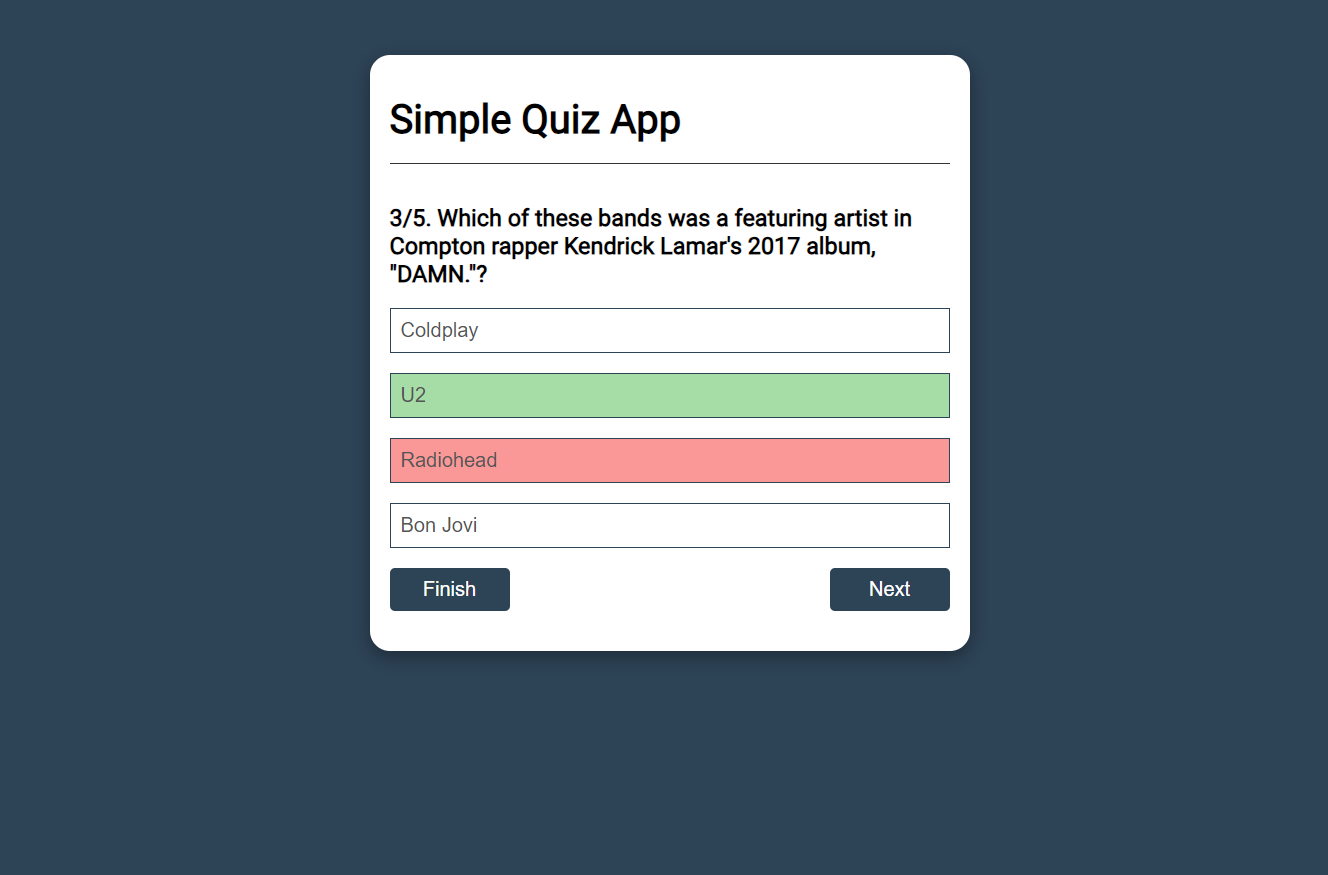 Simple Quiz App
3/5. Which of these bands was a featuring artist in
Compton rapper Kendrick Lamar's 2017 album,
"DAMN."?
Coldplay
U2
Radiohead
Bon Jovi
Finish
Next